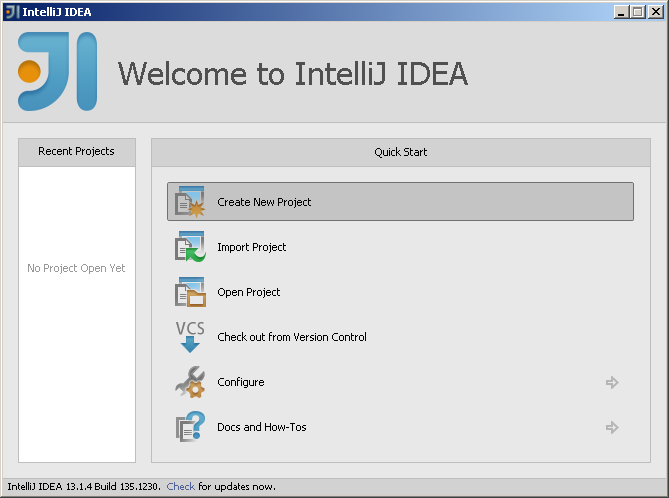 IntelliJ IDEA
Welcome to IntelliJ IDEA
Recent Projects
No Project Open Yet
Quick Start
Create New Project
Import Project
Open Project
VCS
Check out from Version Control
Configure
Docs and How-Tos
IntelliJ IDEA 13.1.4 Build 135.1230. Check for updates now.